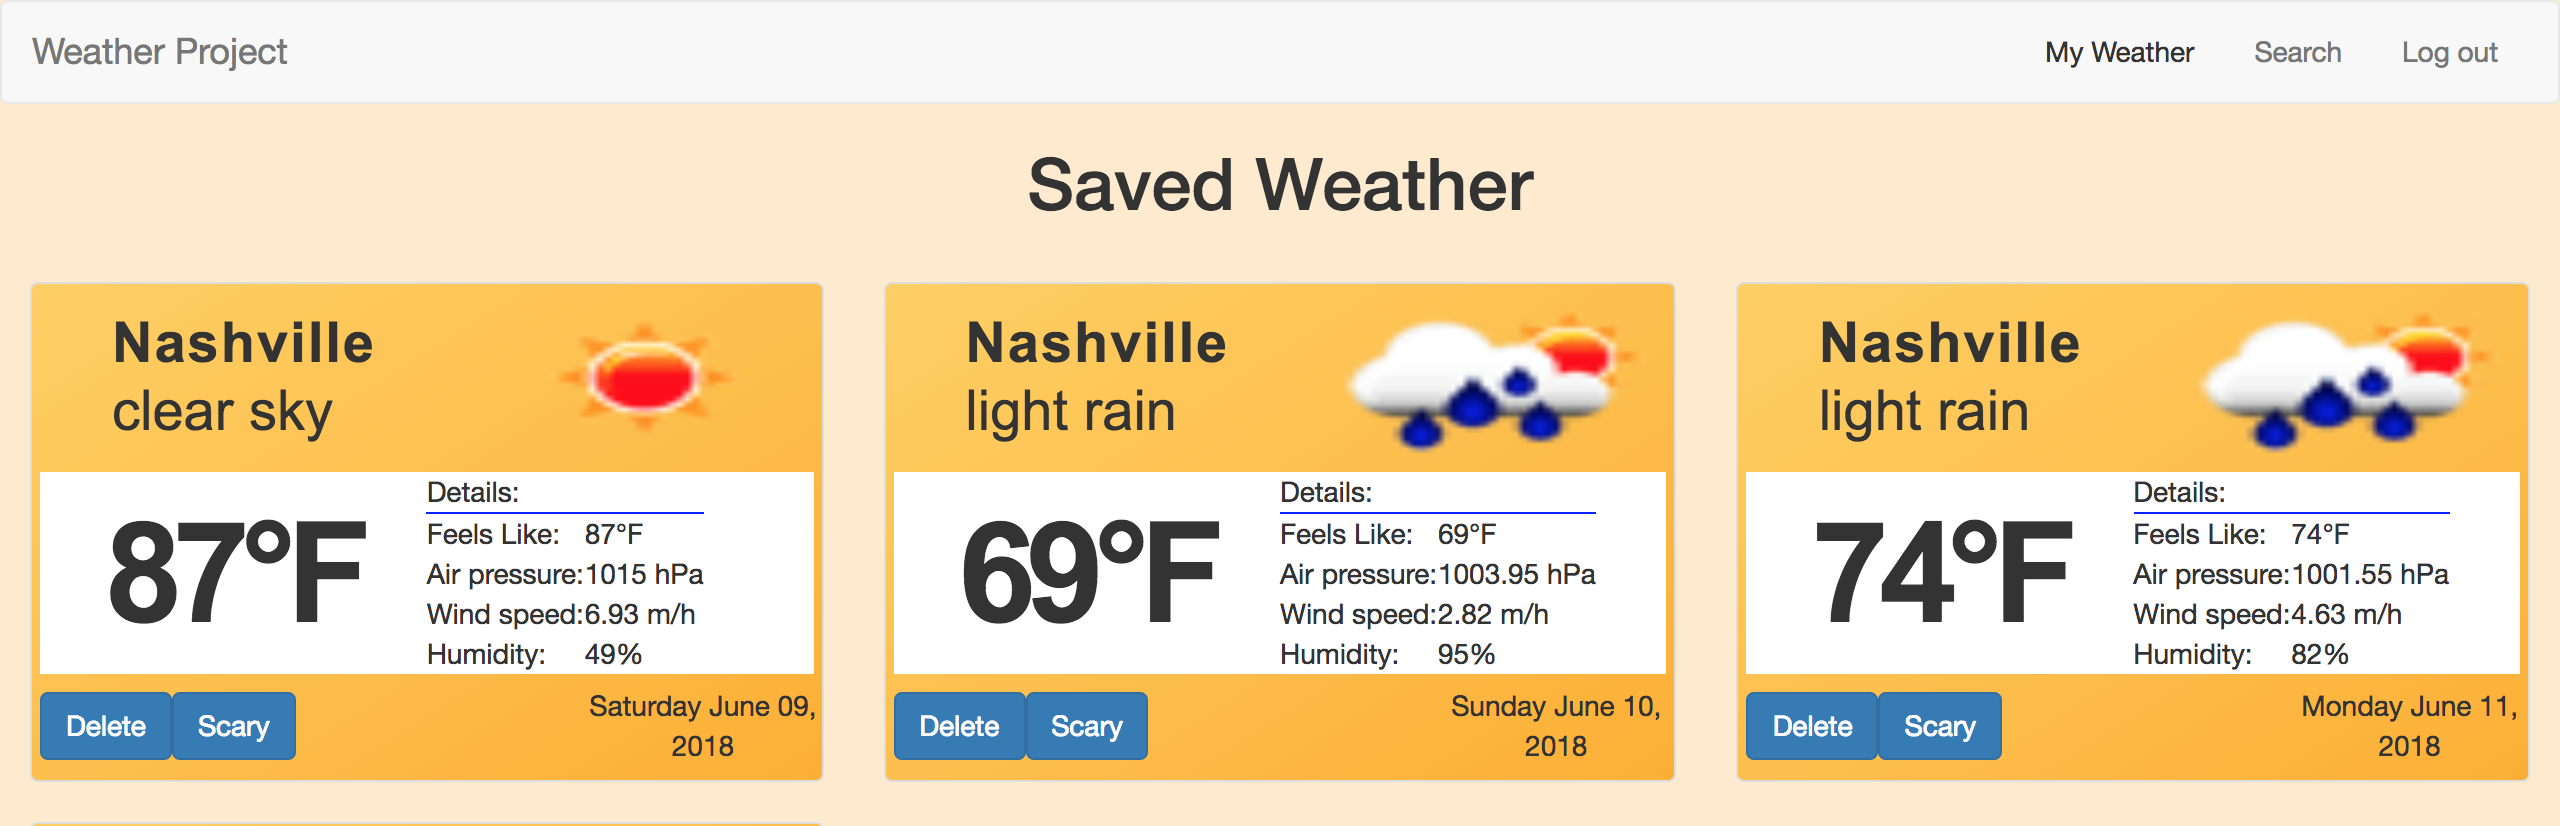 Weather Project
My Weather
Search
Log out
Saved Weather
Nashville
clear sky
87°F
Details:
Feels Like: 87°F
Air pressure:1015 hPa
Wind speed:6.93 m/h
Humidity: 49%
Delete
Scary
Saturday June 09,
2018
Nashville
light rain
69°F
Details:
Feels Like: 69°F
Air pressure:1003.95 hPa
Wind speed:2.82 m/h
Humidity: 95%
Delete
Scary
Sunday June 10,
2018
Nashville
light rain
74°F
Details:
Feels Like: 74°F
Air pressure:1001.55 hPa
Wind speed:4.63 m/h
Humidity: 82%
Delete
Scary
Monday June 11,
2018